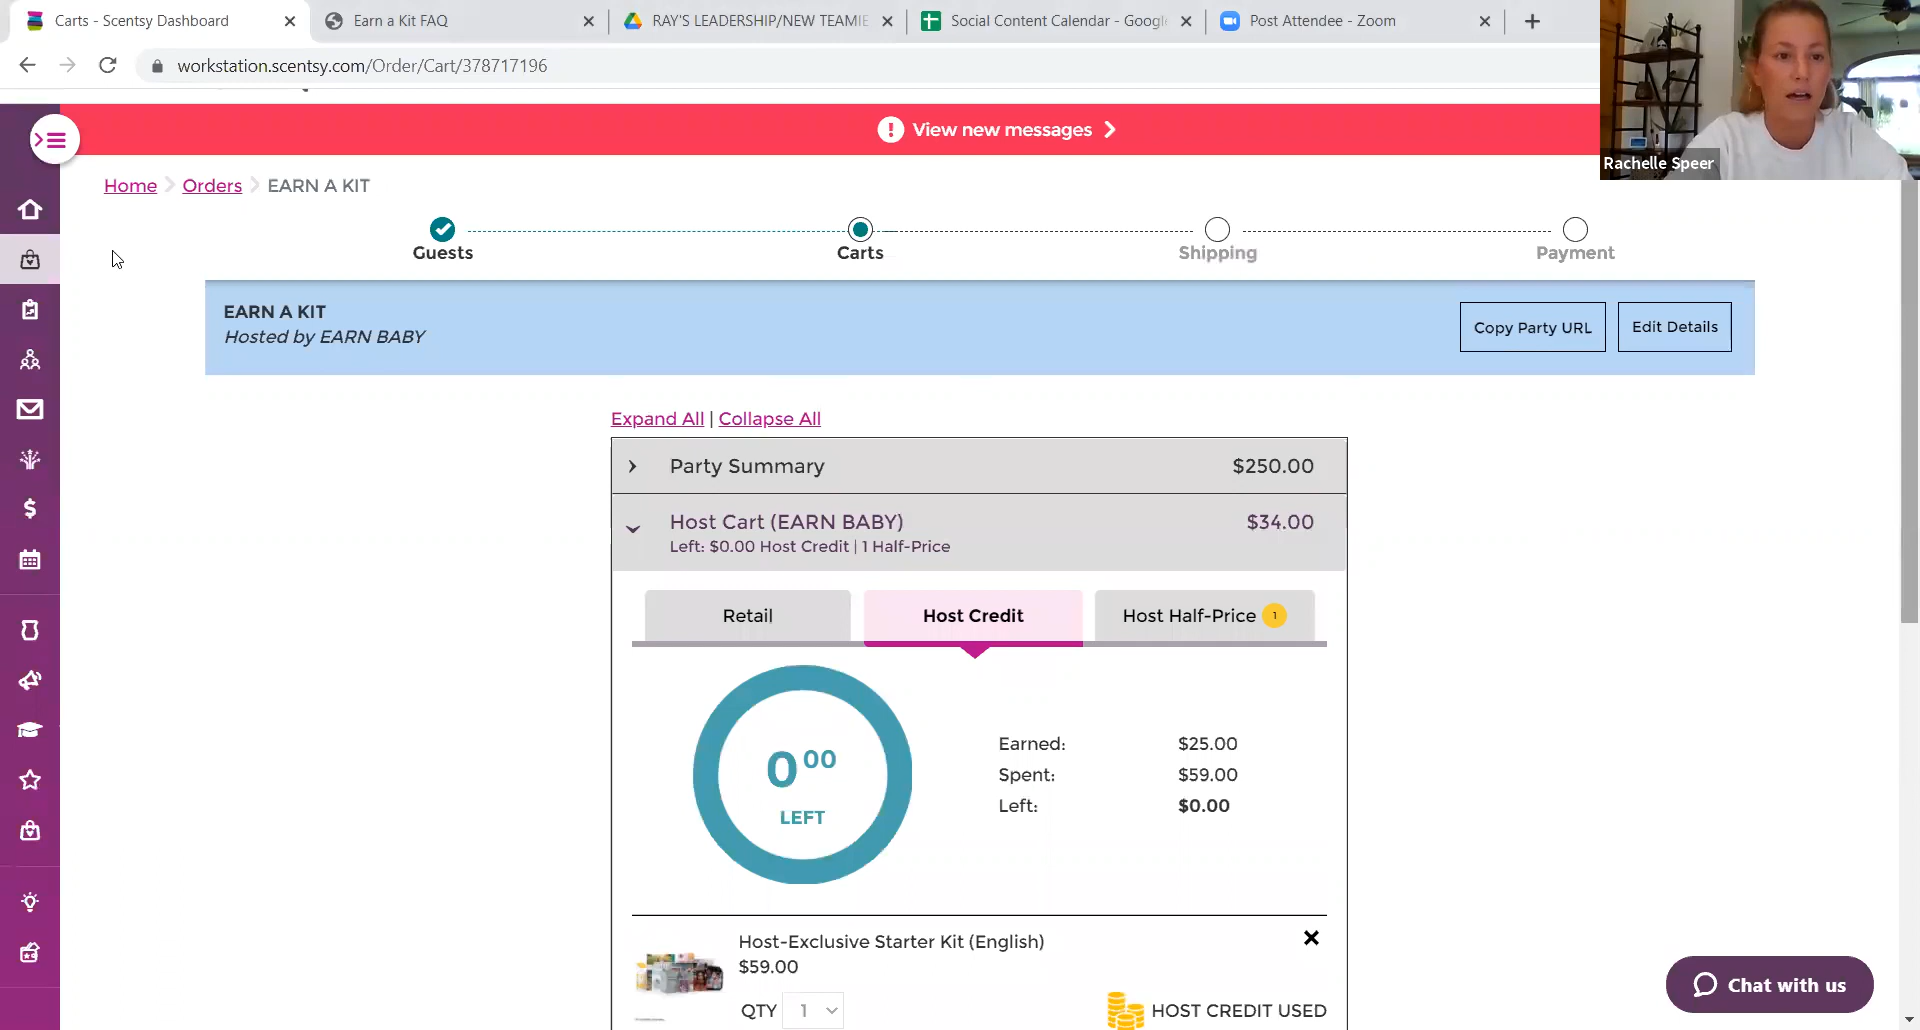 Carts - Scentsy Dashboard
Earn a Kit FAQ
RAY'S LEADERSHIP/NEW TEAMIE
Social Content Calendar - Google
Post Attendee - Zoom
workstation.scentsy.com/Order/Cart/378717196
Rachelle Speer
View new messages
Home
Orders
EARN A KIT
Guests
Carts
Shipping
Payment
EARN A KIT
Hosted by EARN BABY
Copy Party URL
Edit Details
Expand All | Collapse All
Party Summary
$250.00
Host Cart (EARN BABY)
$34.00
Left: $0.00 Host Credit | 1 Half-Price
Retail
Host Credit
Host Half-Price 1
0 00
LEFT
Earned: $25.00
Spent: $59.00
Left: $0.00
Host-Exclusive Starter Kit (English)
$59.00
QTY 1
HOST CREDIT USED
Chat with us